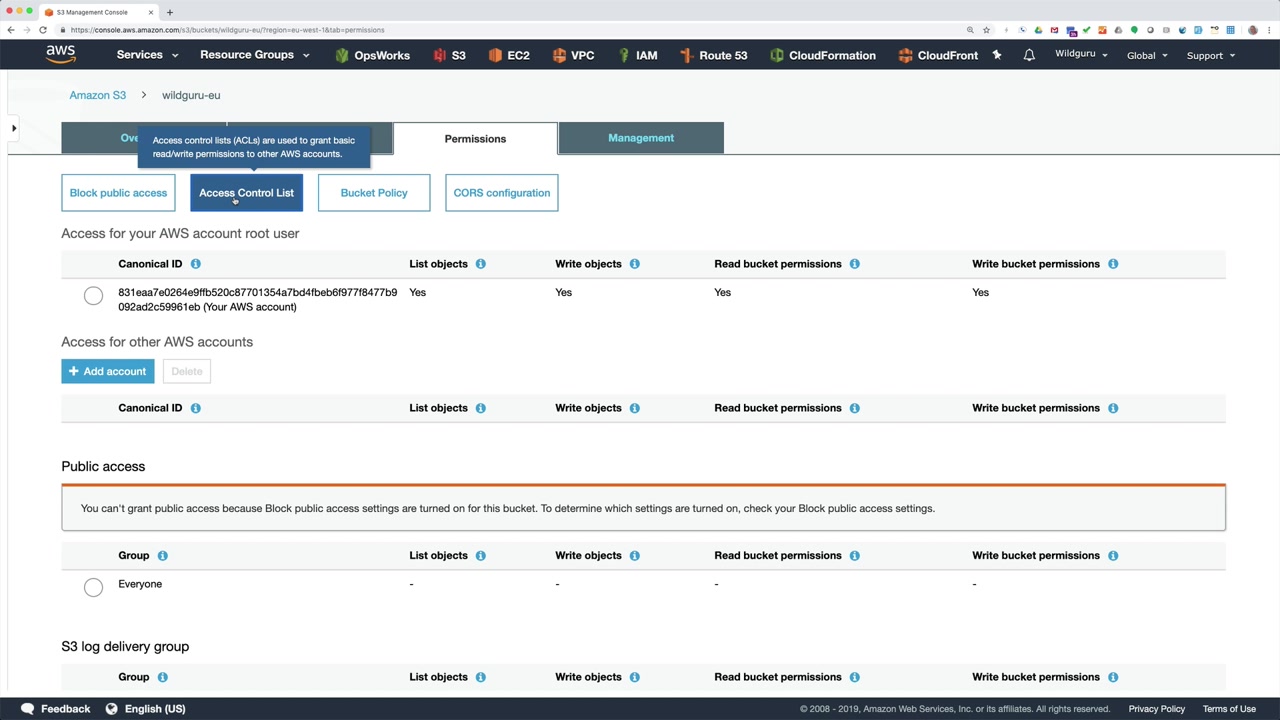 S3 Management Console
https://console.aws.amazon.com/s3/buckets/wildguru-eu/?region=eu-west-1&tab=permissions
aws Services Resource Groups OpsWorks S3 EC2 VPC IAM Route 53 CloudFormation CloudFront Wildguru Global Support
Amazon S3 wildguru-eu
Ove Permissions Management
Access control lists (ACLs) are used to grant basic
read/write permissions to other AWS accounts.
Block public access Access Control List Bucket Policy CORS configuration
Access for your AWS account root user
Canonical ID List objects Write objects Read bucket permissions Write bucket permissions
831eaa7e0264e9ffb520c87701354a7bd4fbeb6f977f8477b9 Yes Yes Yes Yes
092ad2c59961eb (Your AWS account)
Access for other AWS accounts
+ Add account Delete
Canonical ID List objects Write objects Read bucket permissions Write bucket permissions
Public access
You can't grant public access because Block public access settings are turned on for this bucket. To determine which settings are turned on, check your Block public access settings.
Group List objects Write objects Read bucket permissions Write bucket permissions
Everyone - - - -
S3 log delivery group
Group List objects Write objects Read bucket permissions Write bucket permissions
Feedback English (US) © 2008 - 2019, Amazon Web Services, Inc. or its affiliates. All rights reserved. Privacy Policy Terms of Use